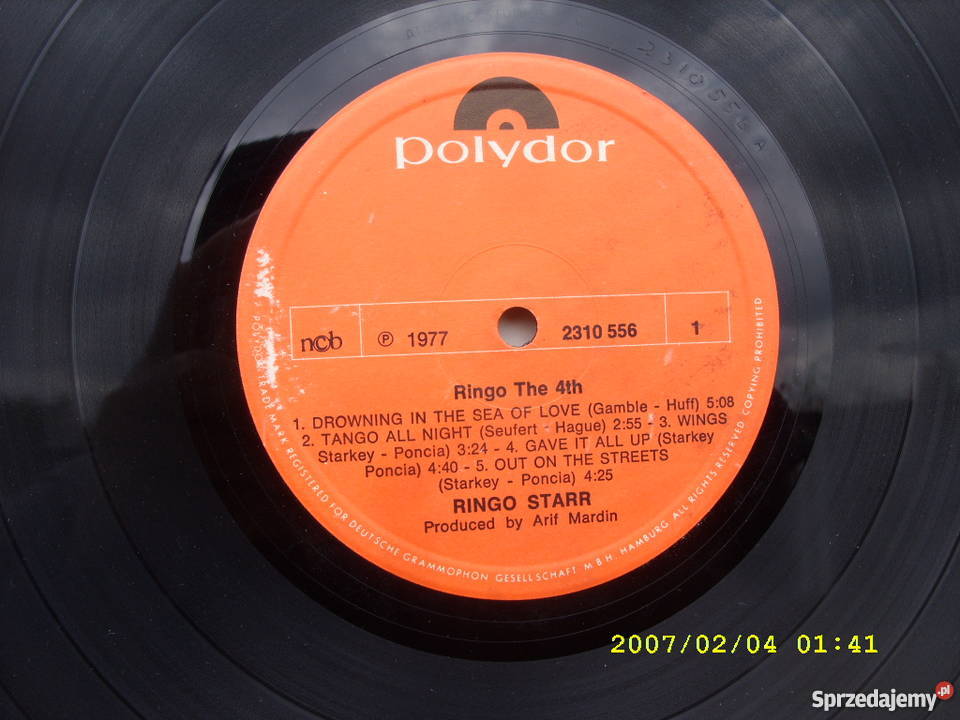 2310556 A
polydor
ncb ℗ 1977 2310 556 1
Ringo The 4th
1. DROWNING IN THE SEA OF LOVE (Gamble - Huff) 5:08
2. TANGO ALL NIGHT (Seufert - Hague) 2:55 - 3. WINGS
Starkey - Poncia) 3:24 - 4. GAVE IT ALL UP (Starkey
Poncia) 4:40 - 5. OUT ON THE STREETS
(Starkey - Poncia) 4:25
RINGO STARR
Produced by Arif Mardin
TRADE MARK REGISTERED FOR DEUTSCHE GRAMMOPHON GESELLSCHAFT M B H. HAMBURG. ALL RIGHTS RESERVED. COPYING PROHIBITED
2007/02/04 01:41
Sprzedajemy.pl